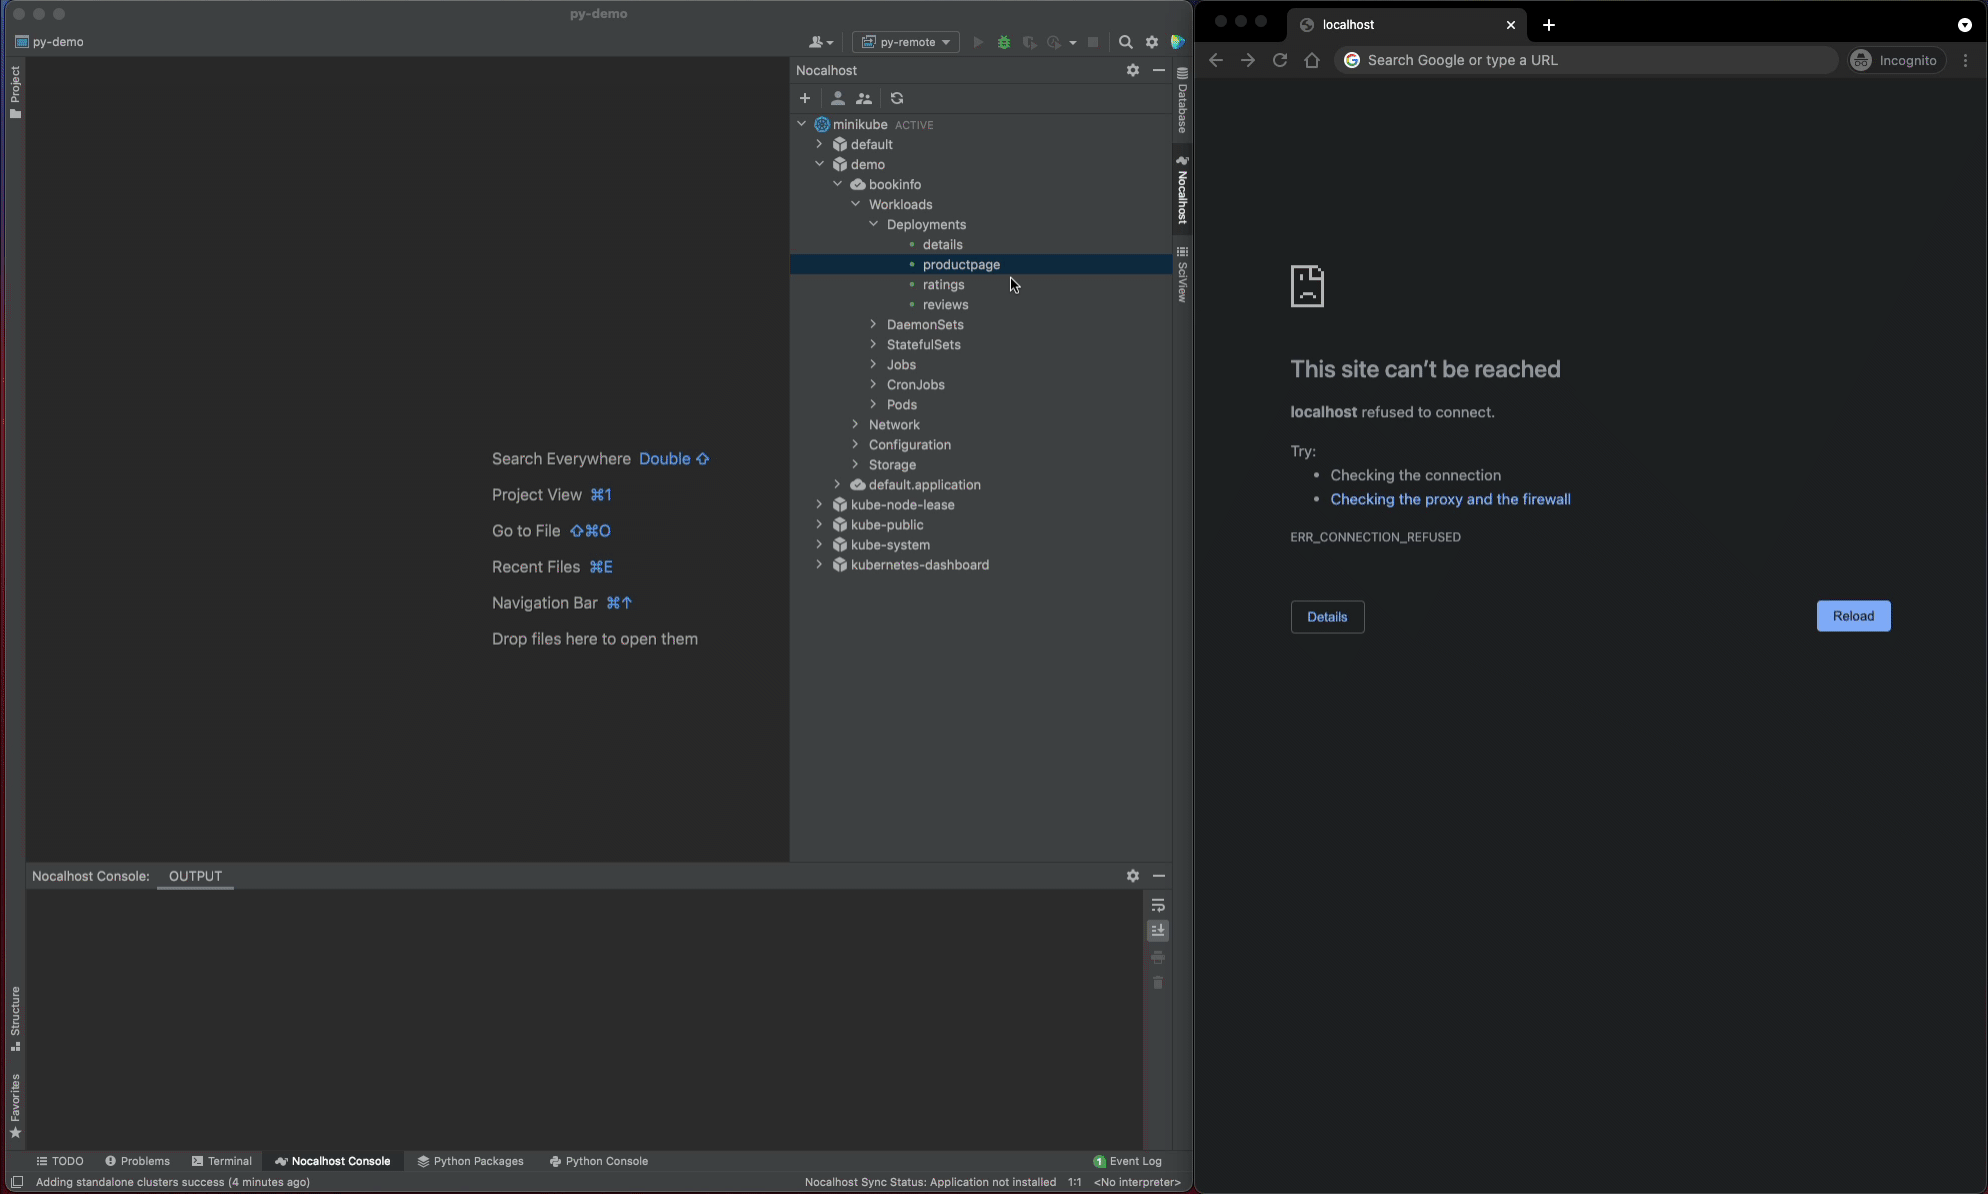 py-demo
py-demo
py-remote
Project
Nocalhost
minikube ACTIVE
default
demo
bookinfo
Workloads
Deployments
details
productpage
ratings
reviews
DaemonSets
StatefulSets
Jobs
CronJobs
Pods
Network
Configuration
Storage
default.application
kube-node-lease
kube-public
kube-system
kubernetes-dashboard
Database
Nocalhost
SciView
Search Everywhere Double ⇧
Project View ⌘1
Go to File ⇧⌘O
Recent Files ⌘E
Navigation Bar ⌘↑
Drop files here to open them
Nocalhost Console: OUTPUT
Structure
Favorites
TODO
Problems
Terminal
Nocalhost Console
Python Packages
Python Console
1 Event Log
Adding standalone clusters success (4 minutes ago)
Nocalhost Sync Status: Application not installed 1:1 <No interpreter>
localhost
Search Google or type a URL
Incognito
This site can't be reached
localhost refused to connect.
Try:
• Checking the connection
• Checking the proxy and the firewall
ERR_CONNECTION_REFUSED
Details
Reload